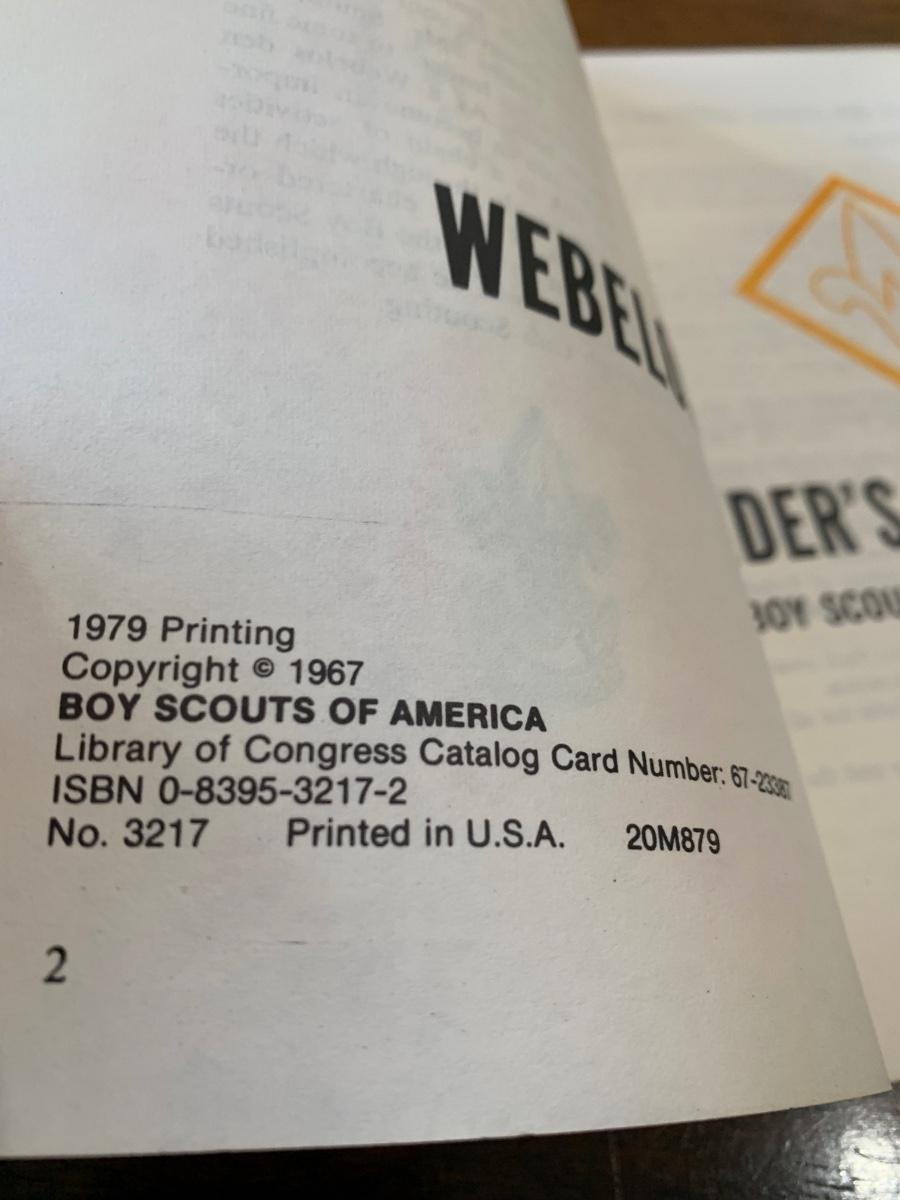 WEBEL
1979 Printing
Copyright © 1967
BOY SCOUTS OF AMERICA
Library of Congress Catalog Card Number: 67-23387
ISBN 0-8395-3217-2
No. 3217 Printed in U.S.A. 20M879
2
DER'S
BOY SCOU